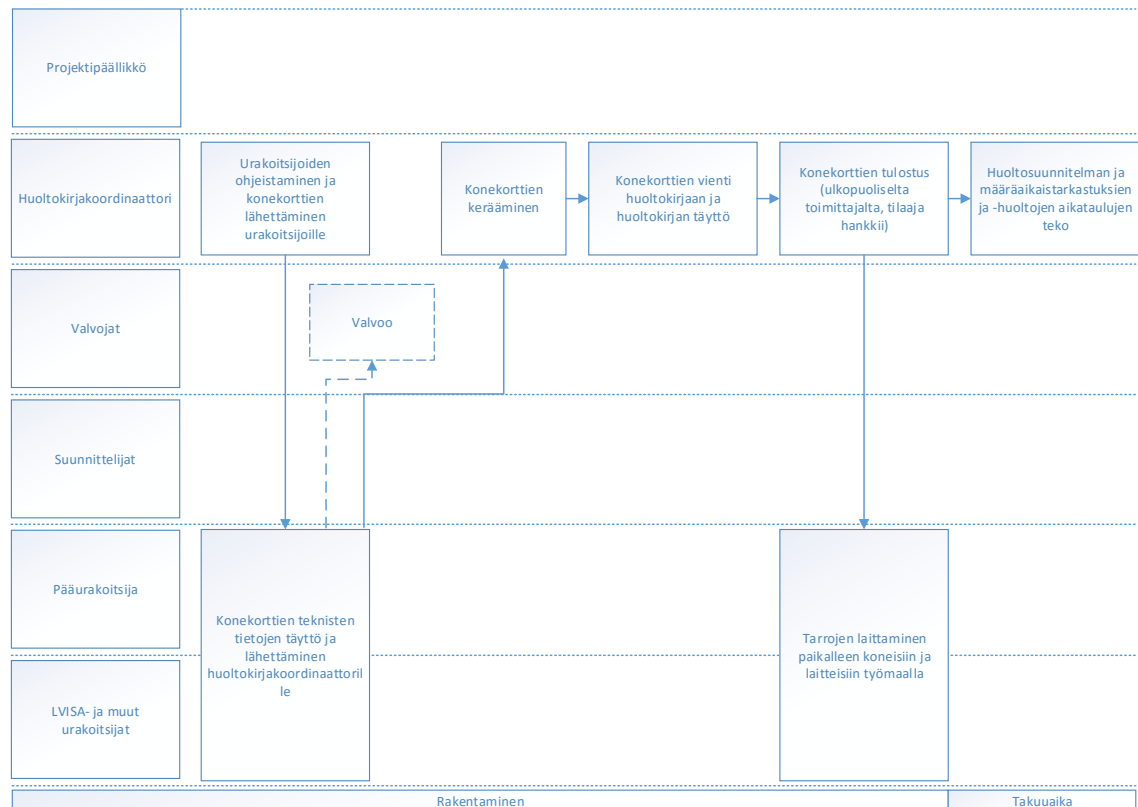 Projektipäällikkö
Huoltokirjakoordinaattori
Urakoitsijoiden
ohjeistaminen ja
konekorttien
lähettäminen
urakoitsijoille
Konekorttien
kerääminen
Konekorttien vienti
huoltokirjaan ja
huoltokirjan täyttö
Konekorttien tulostus
(ulkopuoliselta
toimittajalta, tilaaja
hankkii)
Huoltosuunnitelman ja
määräaikaistarkastuksien
ja -huoltojen aikataulujen
teko
Valvojat
Valvoo
Suunnittelijat
Pääurakoitsija
Konekorttien teknisten
tietojen täyttö ja
lähettäminen
huoltokirjakoordinaattoril
le
Tarrojen laittaminen
paikalleen koneisiin ja
laitteisiin työmaalla
LVISA- ja muut
urakoitsijat
Rakentaminen
Takuuaika